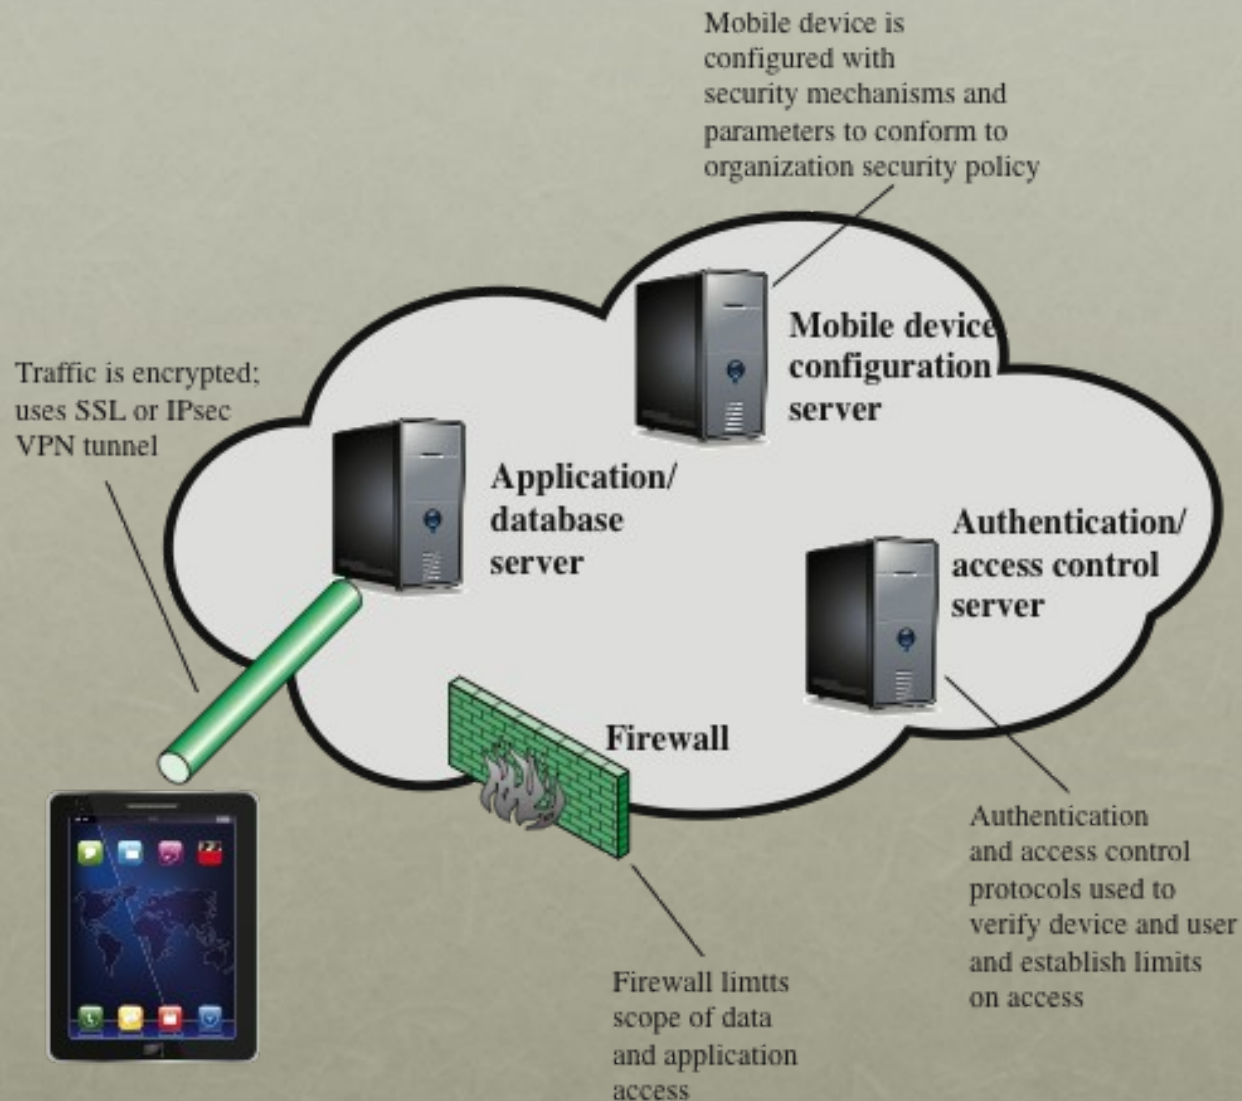 Mobile device is
configured with
security mechanisms and
parameters to conform to
organization security policy
Mobile device
configuration
server
Traffic is encrypted;
uses SSL or IPsec
VPN tunnel
Application/
database
server
Authentication/
access control
server
Firewall
Authentication
and access control
protocols used to
verify device and user
and establish limits
on access
Firewall limtts
scope of data
and application
access